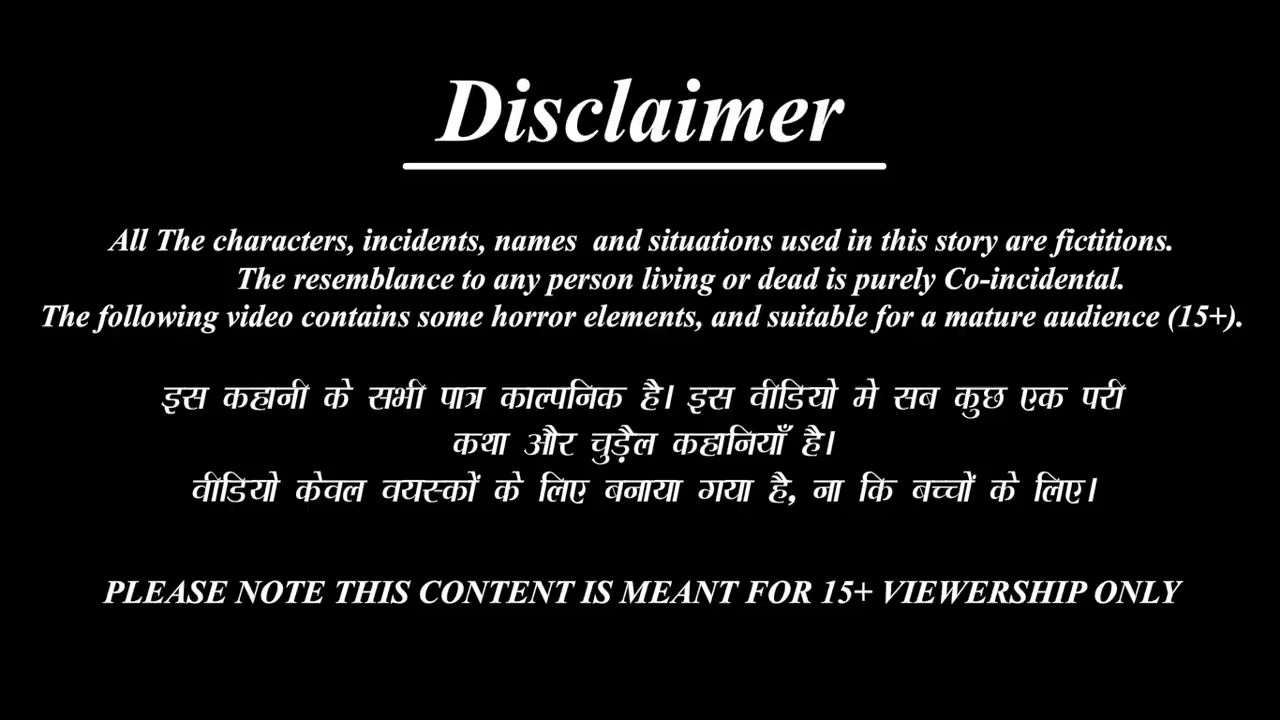 Disclaimer
All The characters, incidents, names and situations used in this story are fictitions.
The resemblance to any person living or dead is purely Co-incidental.
The following video contains some horror elements, and suitable for a mature audience (15+).
इस कहानी के सभी पात्र काल्पनिक है। इस वीडियो मे सब कुछ एक परी
कथा और चुड़ैल कहानियाँ है।
वीडियो केवल वयस्कों के लिए बनाया गया है, ना कि बच्चों के लिए।
PLEASE NOTE THIS CONTENT IS MEANT FOR 15+ VIEWERSHIP ONLY